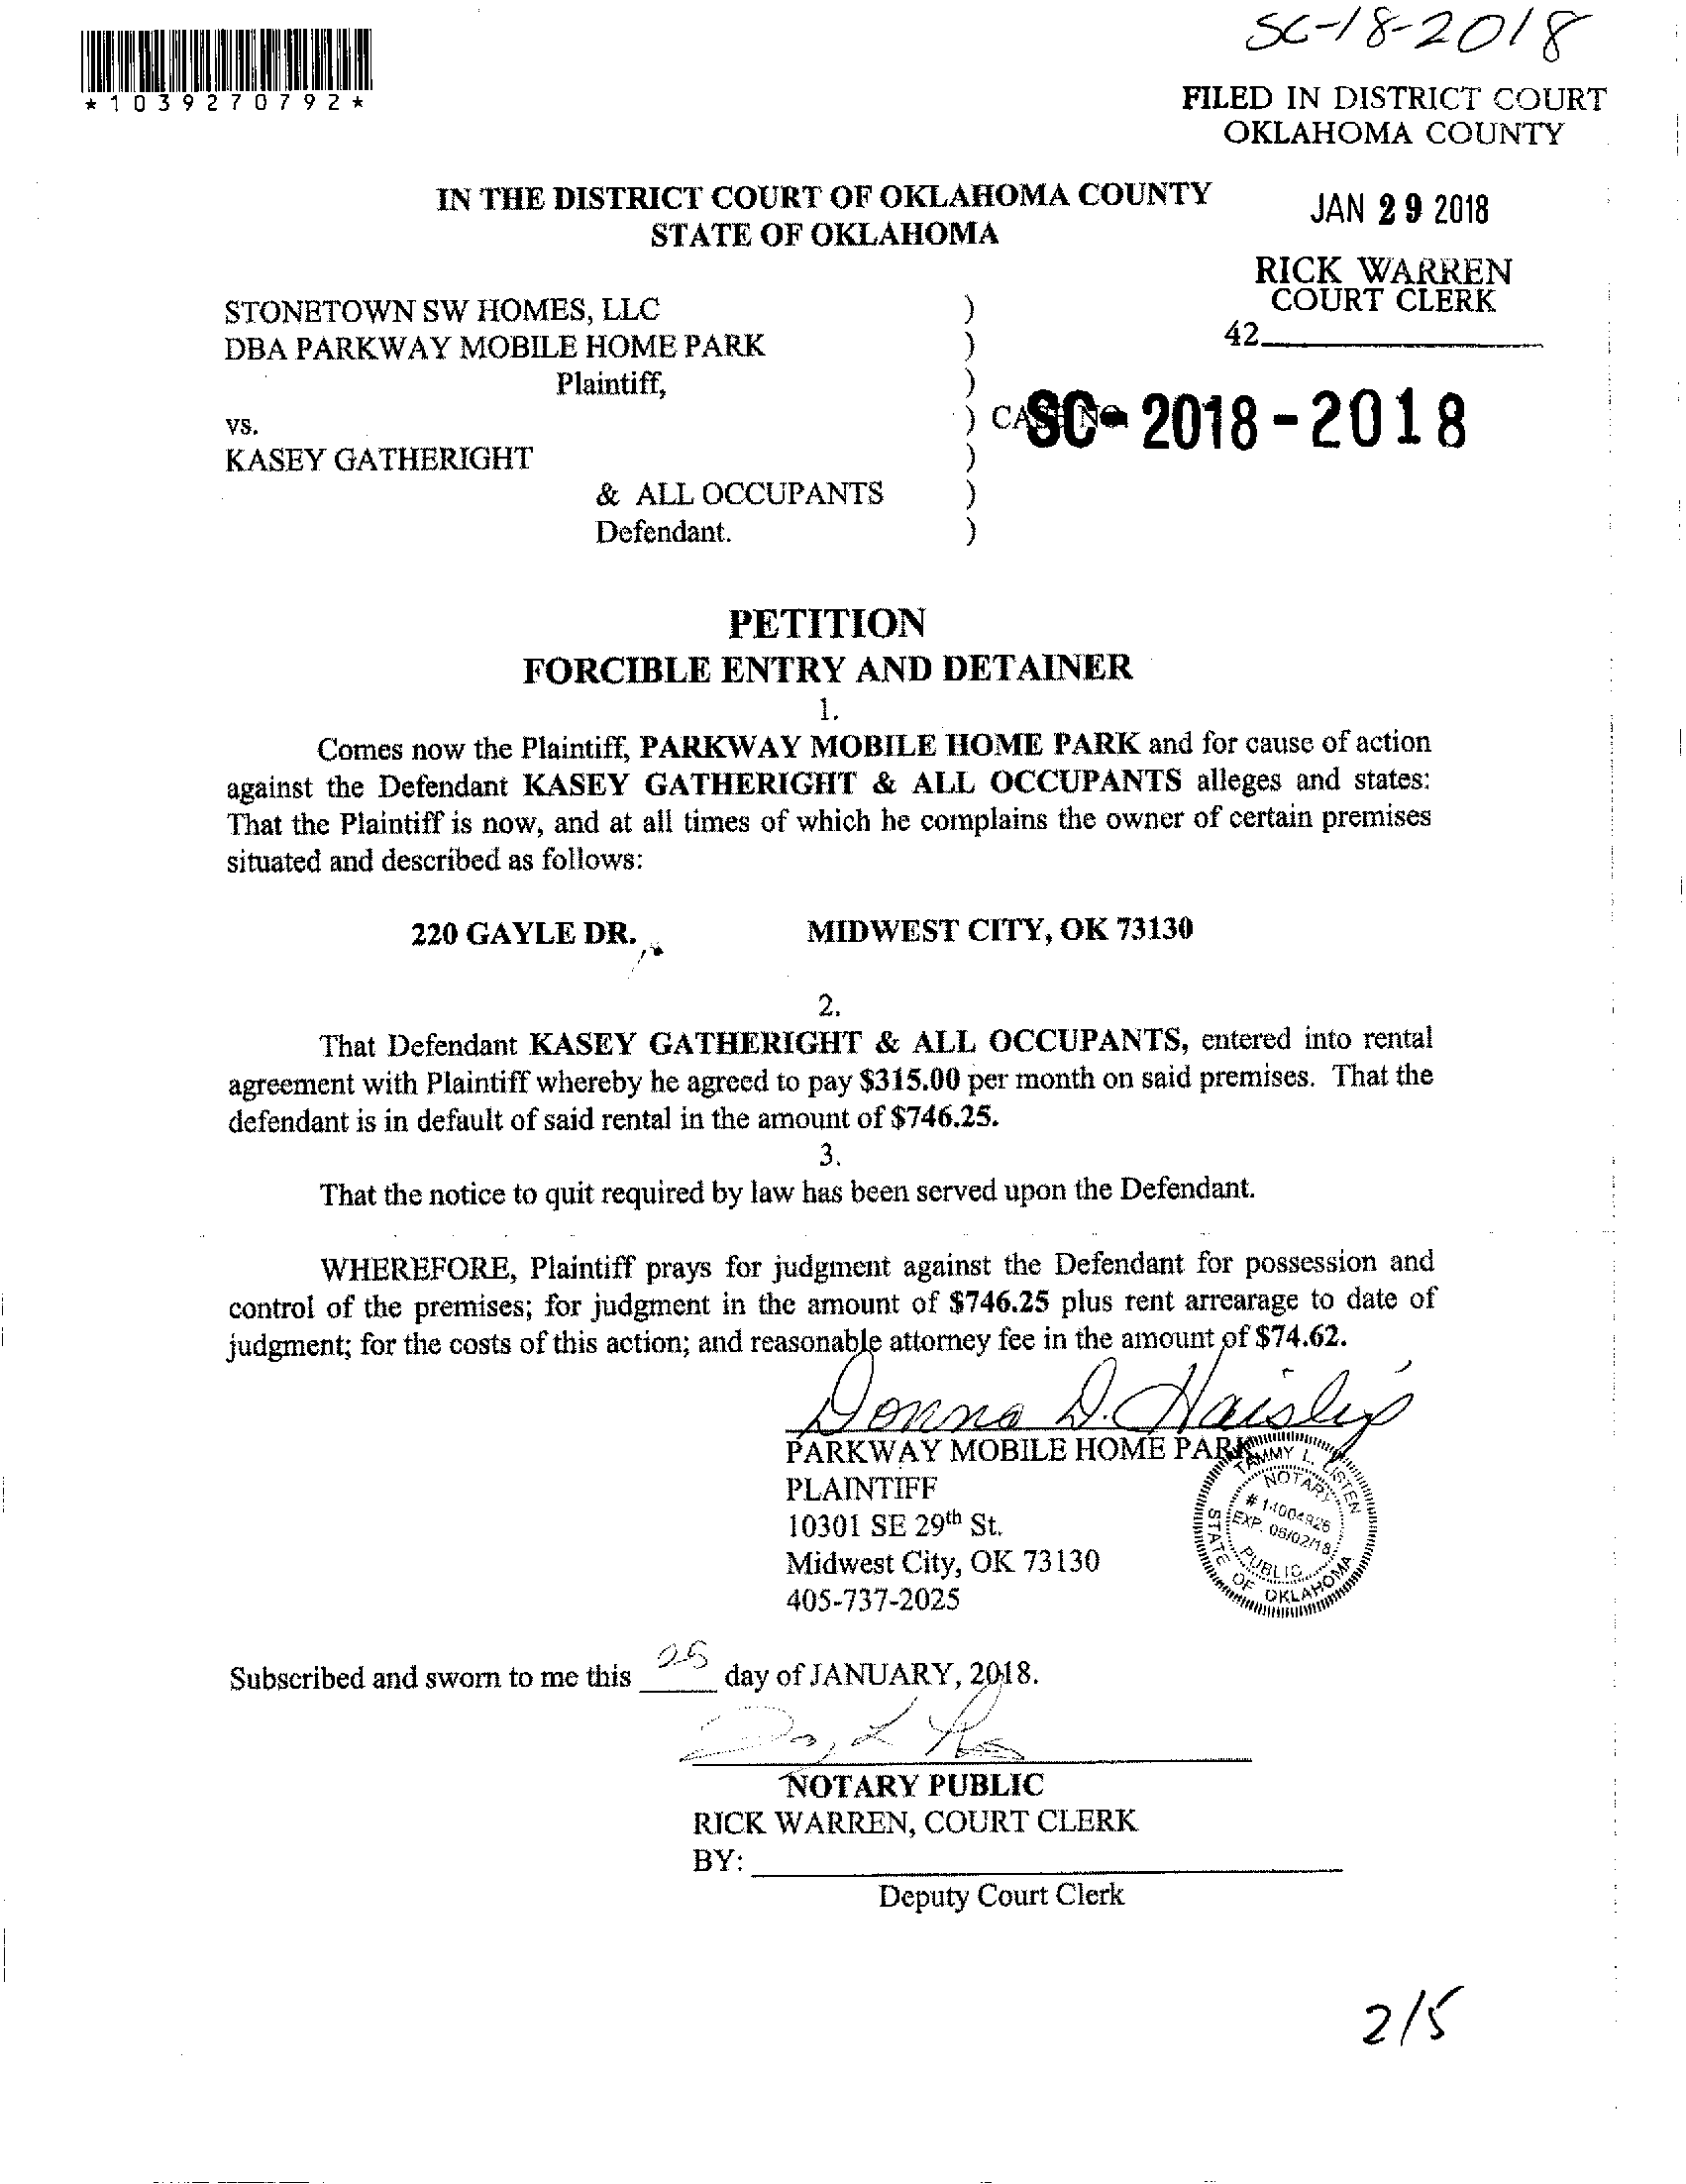 SC-18-2018
*1039270792*
FILED IN DISTRICT COURT
OKLAHOMA COUNTY
IN THE DISTRICT COURT OF OKLAHOMA COUNTY
STATE OF OKLAHOMA
JAN 29 2018
RICK WARREN
COURT CLERK
42
STONETOWN SW HOMES, LLC )
DBA PARKWAY MOBILE HOME PARK )
Plaintiff, )
vs. ) CASE NO. SC-2018-2018
KASEY GATHERIGHT )
& ALL OCCUPANTS )
Defendant. )
PETITION
FORCIBLE ENTRY AND DETAINER
1.
Comes now the Plaintiff, PARKWAY MOBILE HOME PARK and for cause of action
against the Defendant KASEY GATHERIGHT & ALL OCCUPANTS alleges and states:
That the Plaintiff is now, and at all times of which he complains the owner of certain premises
situated and described as follows:
220 GAYLE DR. MIDWEST CITY, OK 73130
2.
That Defendant KASEY GATHERIGHT & ALL OCCUPANTS, entered into rental
agreement with Plaintiff whereby he agreed to pay $315.00 per month on said premises. That the
defendant is in default of said rental in the amount of $746.25.
3.
That the notice to quit required by law has been served upon the Defendant.
WHEREFORE, Plaintiff prays for judgment against the Defendant for possession and
control of the premises; for judgment in the amount of $746.25 plus rent arrearage to date of
judgment; for the costs of this action; and reasonable attorney fee in the amount of $74.62.
Donna D. Haislip
PARKWAY MOBILE HOME PARK
PLAINTIFF
10301 SE 29th St.
Midwest City, OK 73130
405-737-2025
TAMMY L. LISTEN
NOTARY
# 14004926
EXP. 06/02/18
PUBLIC
STATE OF OKLAHOMA
Subscribed and sworn to me this 25 day of JANUARY, 2018.
NOTARY PUBLIC
RICK WARREN, COURT CLERK
BY:
Deputy Court Clerk
2/5